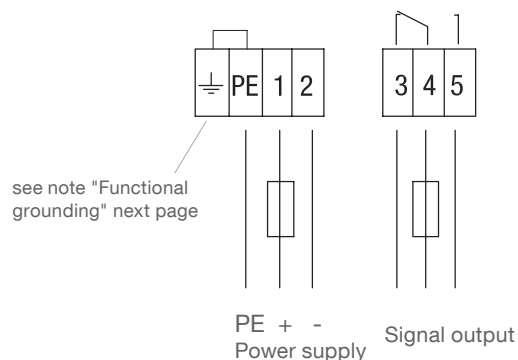 PE 1 2
3 4 5
see note "Functional
grounding" next page
PE + -
Power supply
Signal output